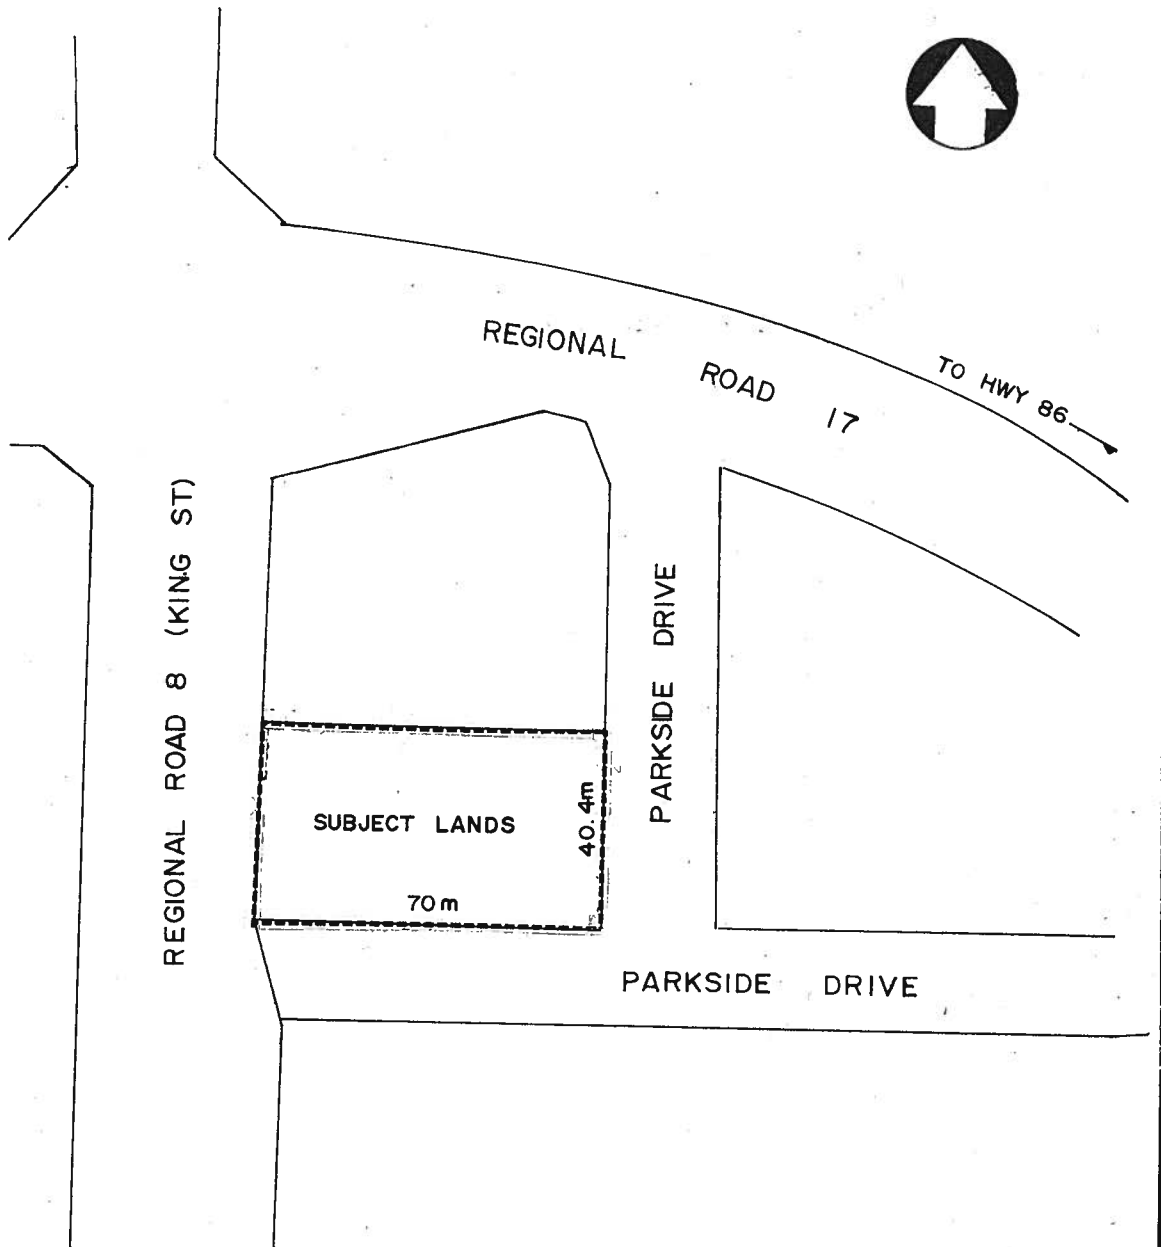 REGIONAL ROAD 17
TO HWY 86
REGIONAL ROAD 8 (KING ST)
PARKSIDE DRIVE
SUBJECT LANDS
40.4m
70 m
PARKSIDE DRIVE